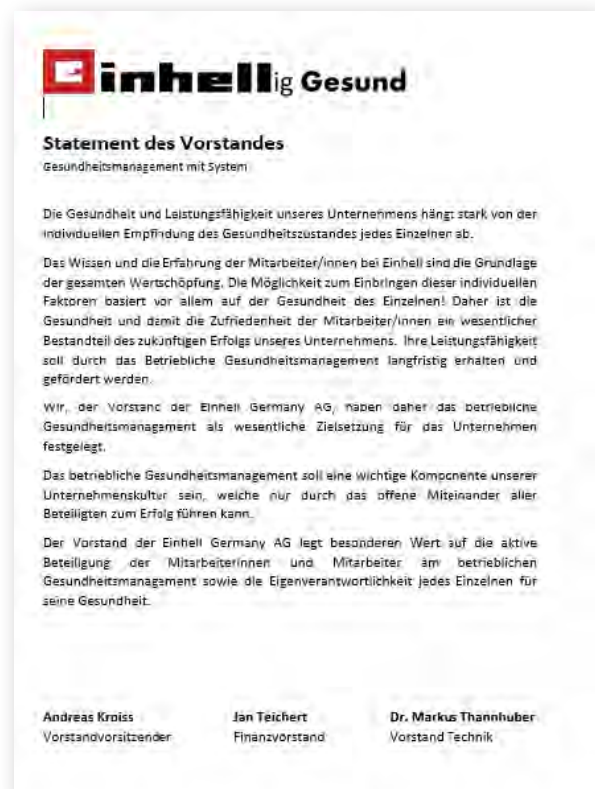 Einhellig Gesund
Statement des Vorstandes
Gesundheitsmanagement mit System
Die Gesundheit und Leistungsfähigkeit unseres Unternehmens hängt stark von der
individuellen Empfindung des Gesundheitszustandes jedes Einzelnen ab.
Das Wissen und die Erfahrung der Mitarbeiter/innen bei Einhell sind die Grundlage
der gesamten Wertschöpfung. Die Möglichkeit zum Einbringen dieser individuellen
Faktoren basiert vor allem auf der Gesundheit des Einzelnen! Daher ist die
Gesundheit und damit die Zufriedenheit der Mitarbeiter/innen ein wesentlicher
Bestandteil des zukünftigen Erfolgs unseres Unternehmens. Ihre Leistungsfähigkeit
soll durch das Betriebliche Gesundheitsmanagement langfristig erhalten und
gefördert werden.
Wir, der Vorstand der Einhell Germany AG, haben daher das betriebliche
Gesundheitsmanagement als wesentliche Zielsetzung für das Unternehmen
festgelegt.
Das betriebliche Gesundheitsmanagement soll eine wichtige Komponente unserer
Unternehmenskultur sein, welche nur durch das offene Miteinander aller
Beteiligten zum Erfolg führen kann.
Der Vorstand der Einhell Germany AG legt besonderen Wert auf die aktive
Beteiligung der Mitarbeiterinnen und Mitarbeiter am betrieblichen
Gesundheitsmanagement sowie die Eigenverantwortlichkeit jedes Einzelnen für
seine Gesundheit.
Andreas Kroiss Jan Teichert Dr. Markus Thannhuber
Vorstandvorsitzender Finanzvorstand Vorstand Technik